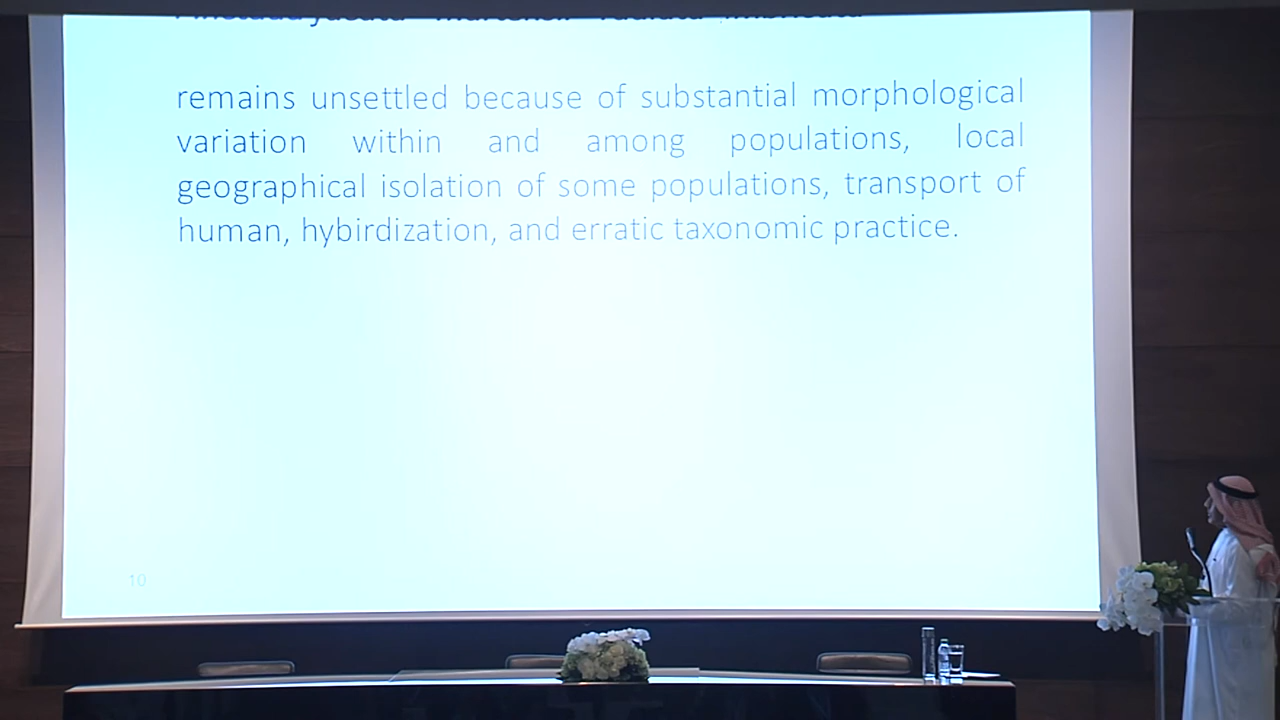 remains unsettled because of substantial morphological
variation within and among populations, local
geographical isolation of some populations, transport of
human, hybirdization, and erratic taxonomic practice.
10